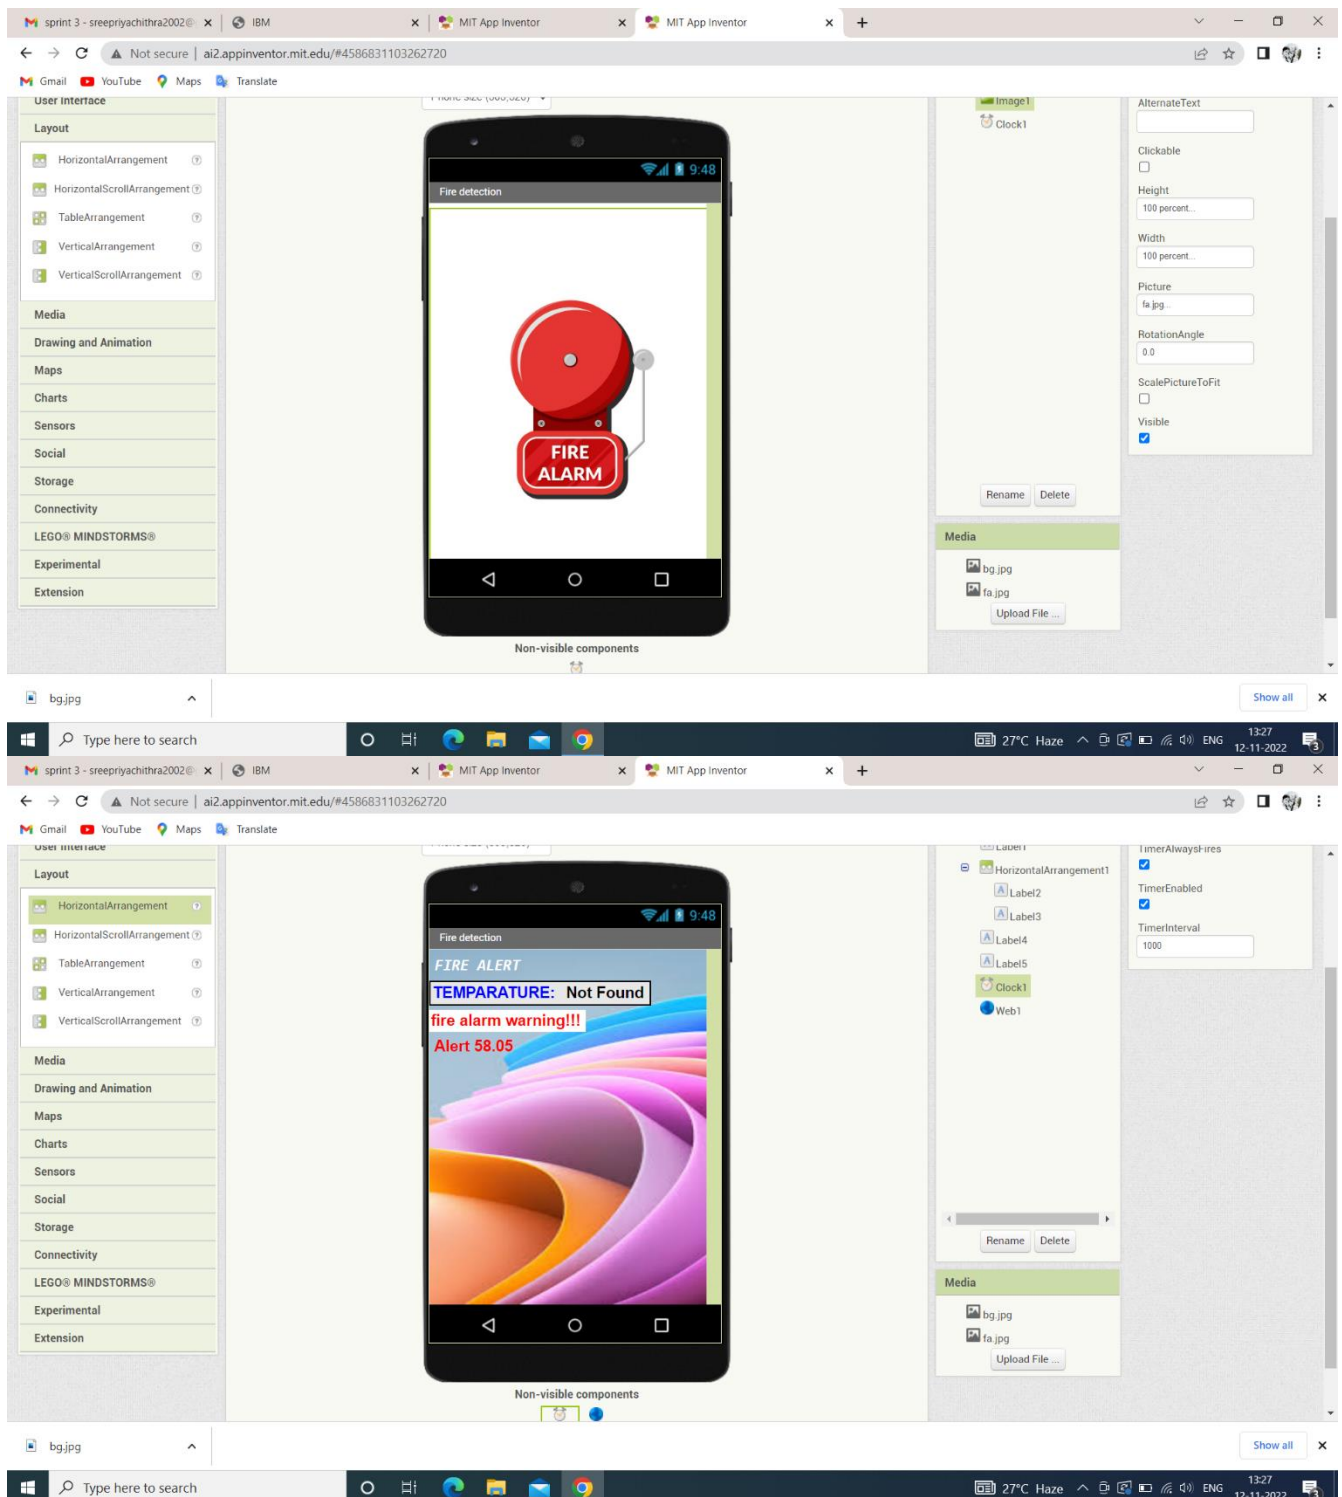 sprint 3 - sreepriyachithra2002@ IBM MIT App Inventor MIT App Inventor
Not secure | ai2.appinventor.mit.edu/#4586831103262720
Gmail YouTube Maps Translate
User Interface
Layout
HorizontalArrangement
HorizontalScrollArrangement
TableArrangement
VerticalArrangement
VerticalScrollArrangement
Media
Drawing and Animation
Maps
Charts
Sensors
Social
Storage
Connectivity
LEGO® MINDSTORMS®
Experimental
Extension
9:48
Fire detection
FIRE
ALARM
Non-visible components
Image1
Clock1
Rename Delete
Media
bg.jpg
fa.jpg
Upload File ...
AlternateText
Clickable
Height
100 percent...
Width
100 percent...
Picture
fa.jpg...
RotationAngle
0.0
ScalePictureToFit
Visible
bg.jpg
Show all
Type here to search
27°C Haze ENG 13:27
12-11-2022
3
sprint 3 - sreepriyachithra2002@ IBM MIT App Inventor MIT App Inventor
Not secure | ai2.appinventor.mit.edu/#4586831103262720
Gmail YouTube Maps Translate
User Interface
Layout
HorizontalArrangement
HorizontalScrollArrangement
TableArrangement
VerticalArrangement
VerticalScrollArrangement
Media
Drawing and Animation
Maps
Charts
Sensors
Social
Storage
Connectivity
LEGO® MINDSTORMS®
Experimental
Extension
9:48
Fire detection
FIRE ALERT
TEMPARATURE: Not Found
fire alarm warning!!!
Alert 58.05
Non-visible components
Label1
HorizontalArrangement1
Label2
Label3
Label4
Label5
Clock1
Web1
Rename Delete
Media
bg.jpg
fa.jpg
Upload File ...
TimerAlwaysFires
TimerEnabled
TimerInterval
1000
bg.jpg
Show all
Type here to search
27°C Haze ENG 13:27
12-11-2022